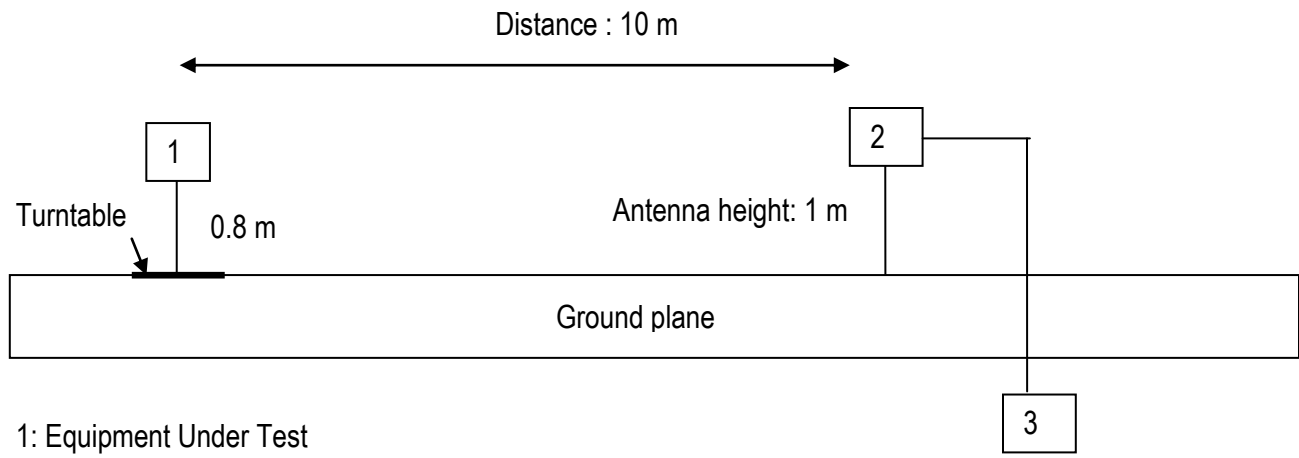 Distance : 10 m
1
2
Turntable
0.8 m
Antenna height: 1 m
Ground plane
3
1: Equipment Under Test